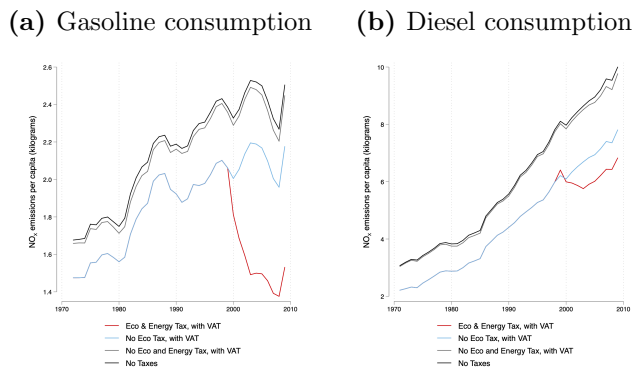 (a) Gasoline consumption
(b) Diesel consumption
NOx emissions per capita (kilograms)
2.6
2.4
2.2
2.0
1.8
1.6
1.4
1970
1980
1990
2000
2010
Eco & Energy Tax, with VAT
No Eco Tax, with VAT
No Eco and Energy Tax, with VAT
No Taxes
NOx emissions per capita (kilograms)
10
8
6
4
2
1970
1980
1990
2000
2010
Eco & Energy Tax, with VAT
No Eco Tax, with VAT
No Eco and Energy Tax, with VAT
No Taxes